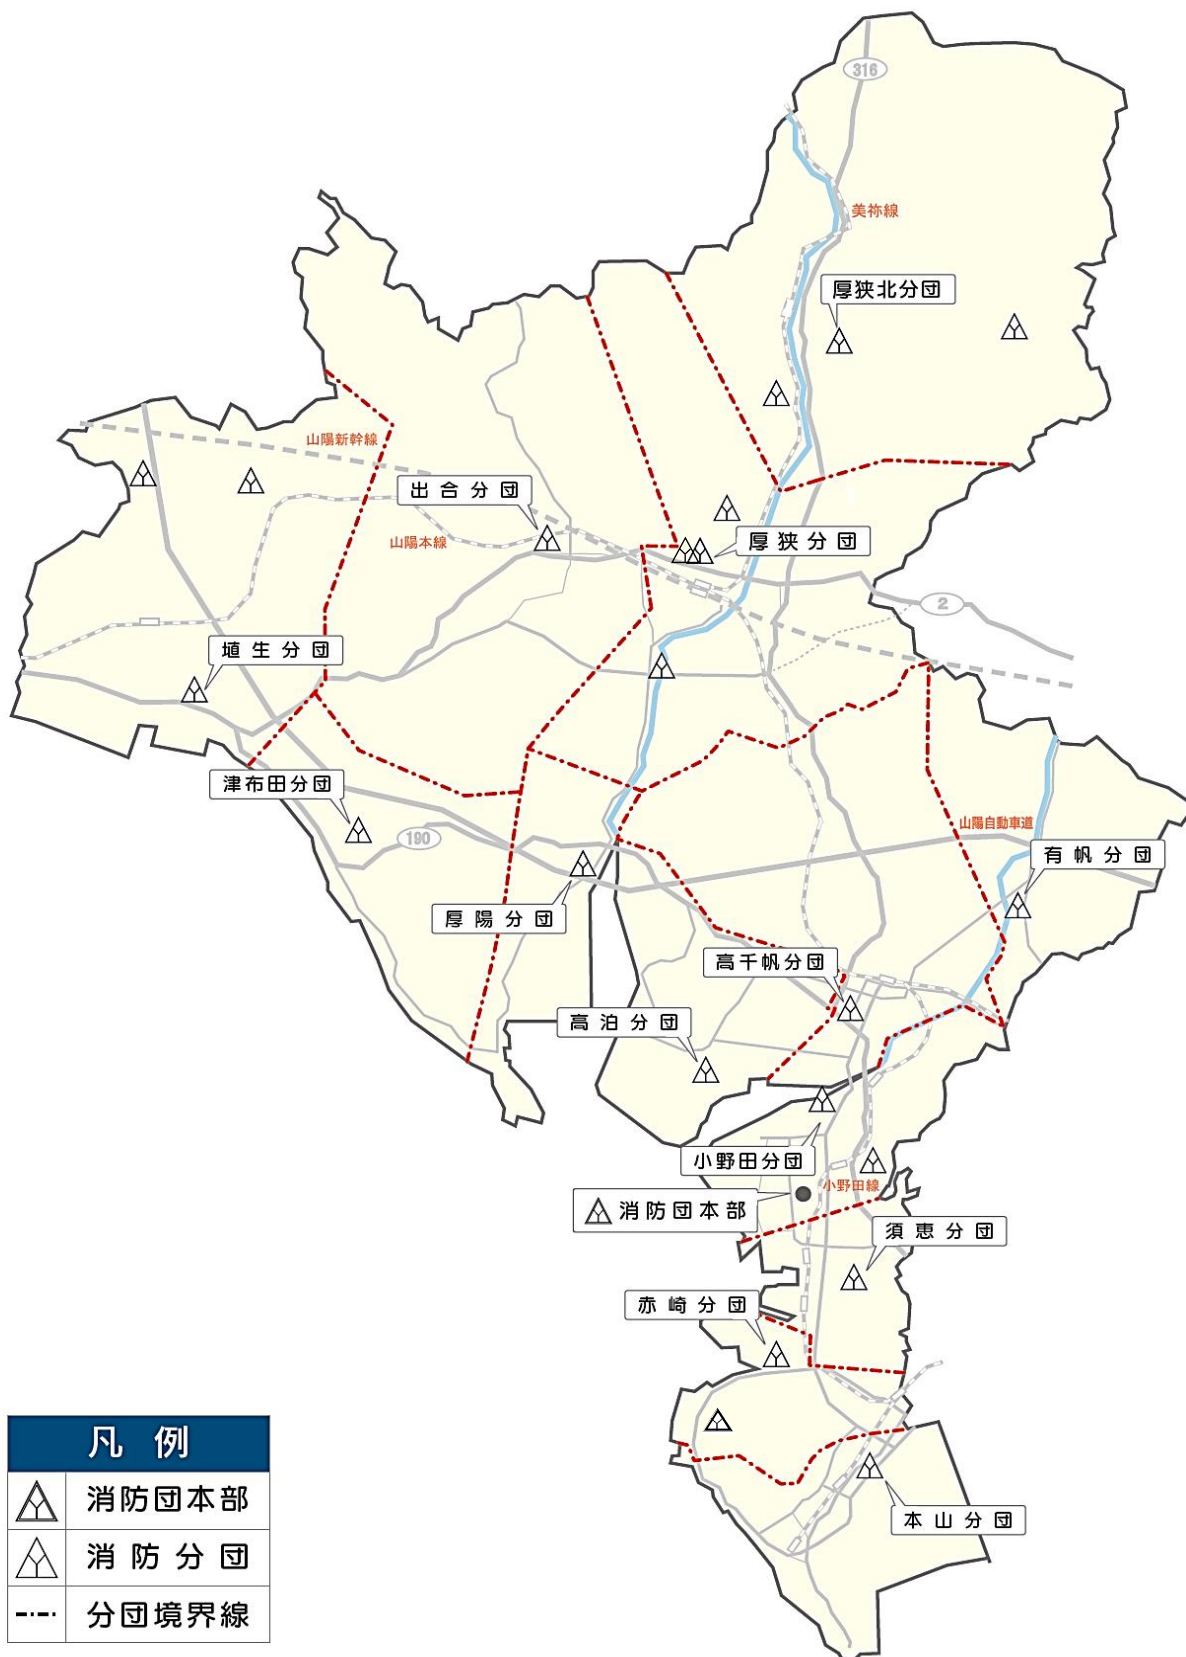 316
美祢線
厚狭北分団
山陽新幹線
出合分団
山陽本線
厚狭分団
2
埴生分団
津布田分団
190
山陽自動車道
有帆分団
厚陽分団
高千帆分団
高泊分団
小野田分団
小野田線
消防団本部
須恵分団
赤崎分団
本山分団
凡例
消防団本部
消防分団
分団境界線